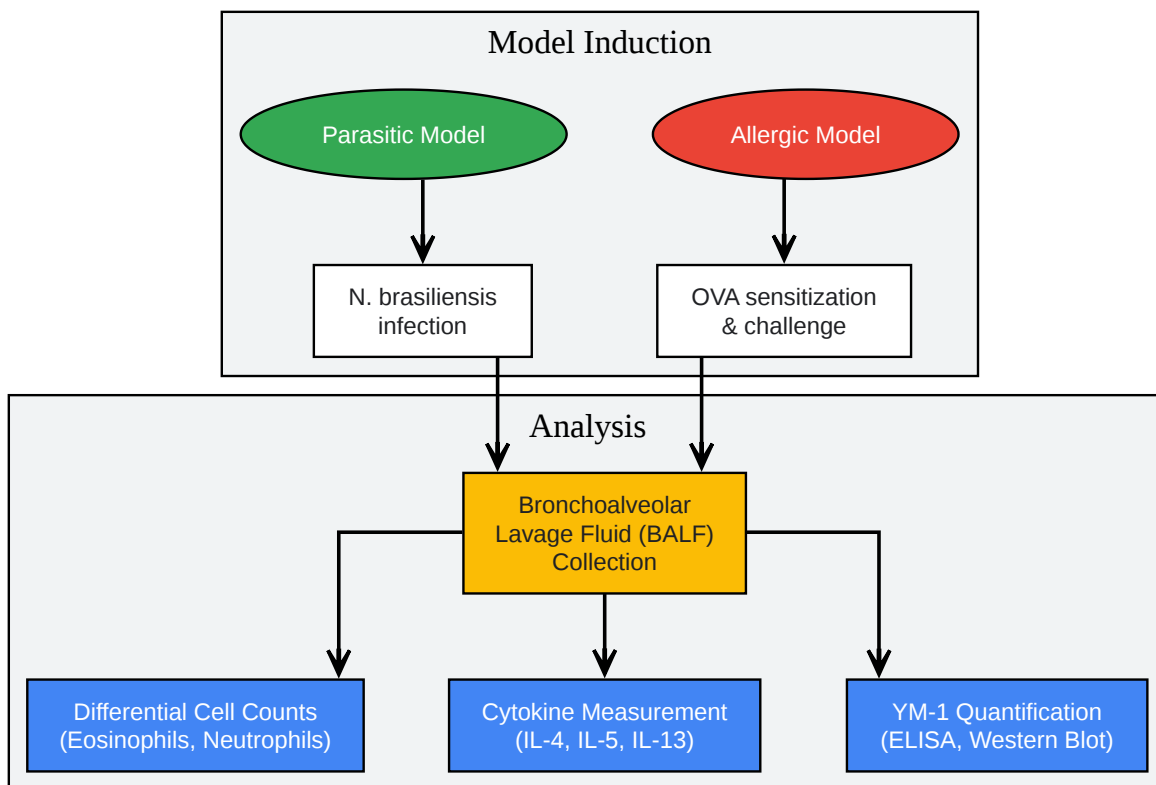 Model Induction
Parasitic Model
Allergic Model
N. brasiliensis
infection
OVA sensitization
& challenge
Analysis
Bronchoalveolar
Lavage Fluid (BALF)
Collection
Differential Cell Counts
(Eosinophils, Neutrophils)
Cytokine Measurement
(IL-4, IL-5, IL-13)
YM-1 Quantification
(ELISA, Western Blot)